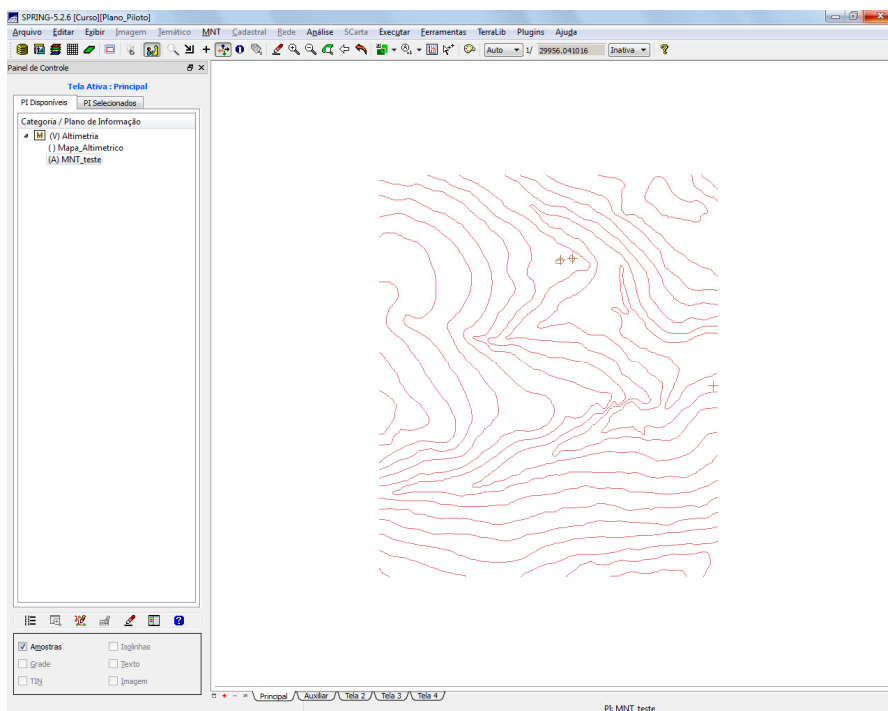 SPRING-5.2.6 [Curso][Plano_Piloto]
Arquivo Editar Exibir Imagem Temático MNT Cadastral Rede Análise SCarta Executar Ferramentas TerraLib Plugins Ajuda
Auto 1/ 29956.041016 Inativa
Painel de Controle
Tela Ativa : Principal
PI Disponíveis PI Selecionados
Categoria / Plano de Informação
M (V) Altimetria
( ) Mapa_Altimetrico
(A) MNT_teste
Amostras Isolinhas
Grade Texto
TIN Imagem
Principal Auxiliar Tela 2 Tela 3 Tela 4
PI: MNT_teste